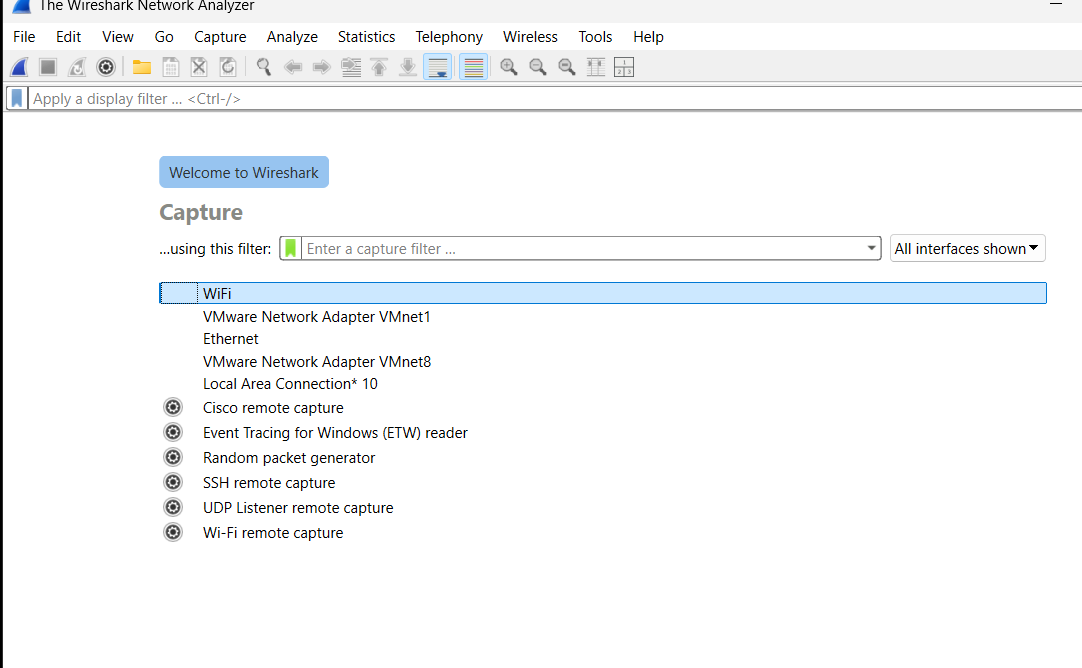 The Wireshark Network Analyzer
File Edit View Go Capture Analyze Statistics Telephony Wireless Tools Help
Apply a display filter ... <Ctrl-/>
Welcome to Wireshark
Capture
...using this filter: Enter a capture filter ... All interfaces shown
WiFi
VMware Network Adapter VMnet1
Ethernet
VMware Network Adapter VMnet8
Local Area Connection* 10
Cisco remote capture
Event Tracing for Windows (ETW) reader
Random packet generator
SSH remote capture
UDP Listener remote capture
Wi-Fi remote capture